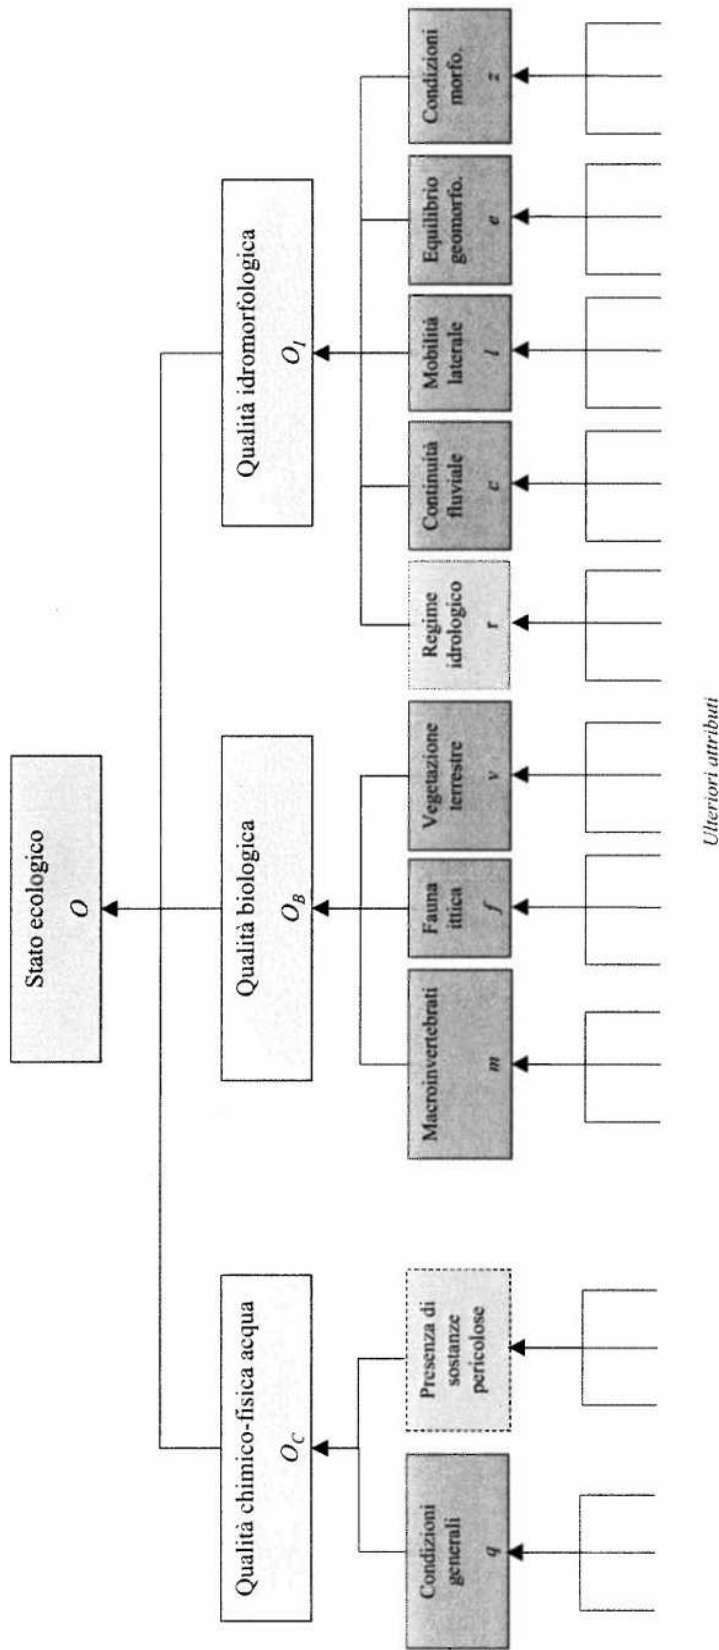 Stato ecologico
O
Qualità chimico-fisica acqua
O_C
Qualità biologica
O_B
Qualità idromorfologica
O_I
Condizioni
generali
q
Presenza di
sostanze
pericolose
Macroinvertebrati
m
Fauna
ittica
f
Vegetazione
terrestre
v
Regime
idrologico
r
Continuità
fluviale
c
Mobilità
laterale
l
Equilibrio
geomorfo.
e
Condizioni
morfo.
z
Ulteriori attributi